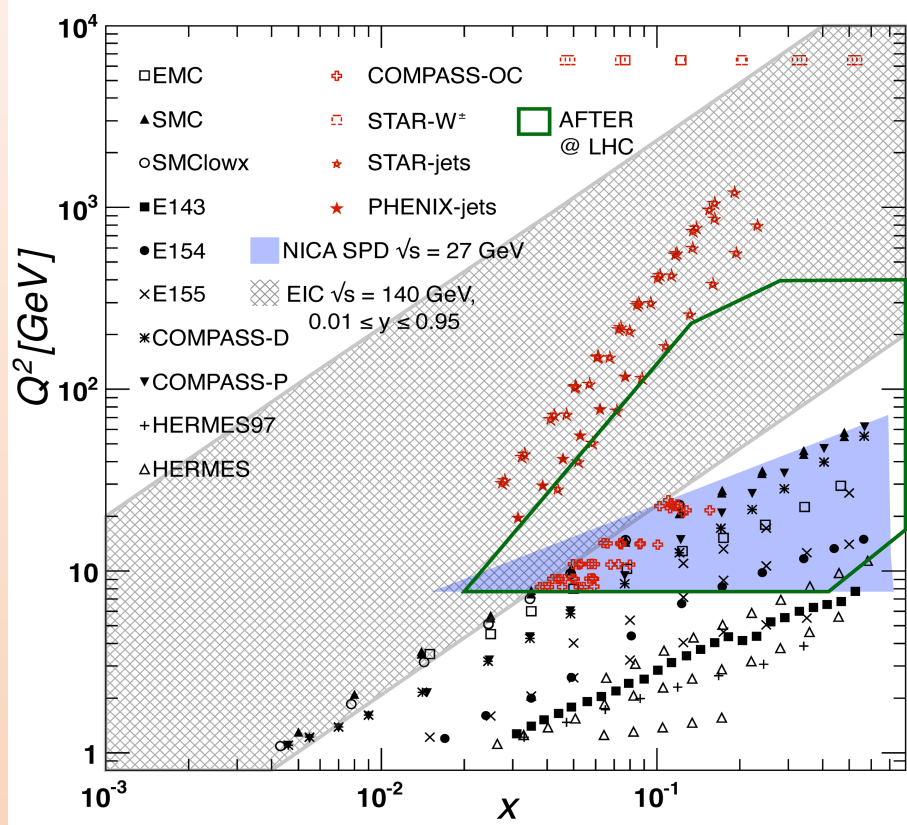 10⁴
10³
10²
10
1
Q² [GeV]
10⁻³
10⁻²
10⁻¹
x
EMC
SMC
SMClowx
E143
E154
E155
COMPASS-D
COMPASS-P
HERMES97
HERMES
COMPASS-OC
STAR-W±
STAR-jets
PHENIX-jets
AFTER
@ LHC
NICA SPD √s = 27 GeV
EIC √s = 140 GeV,
0.01 ≤ y ≤ 0.95